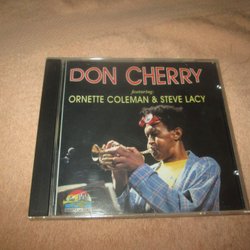 DON CHERRY
featuring:
ORNETTE COLEMAN & STEVE LACY